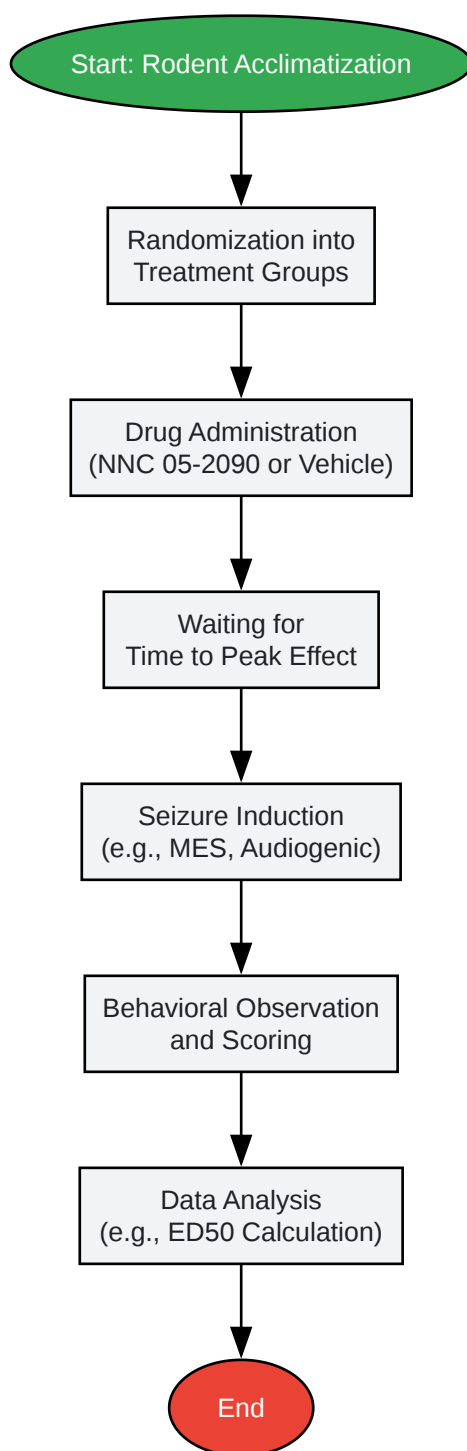 Start: Rodent Acclimatization
Randomization into
Treatment Groups
Drug Administration
(NNC 05-2090 or Vehicle)
Waiting for
Time to Peak Effect
Seizure Induction
(e.g., MES, Audiogenic)
Behavioral Observation
and Scoring
Data Analysis
(e.g., ED50 Calculation)
End